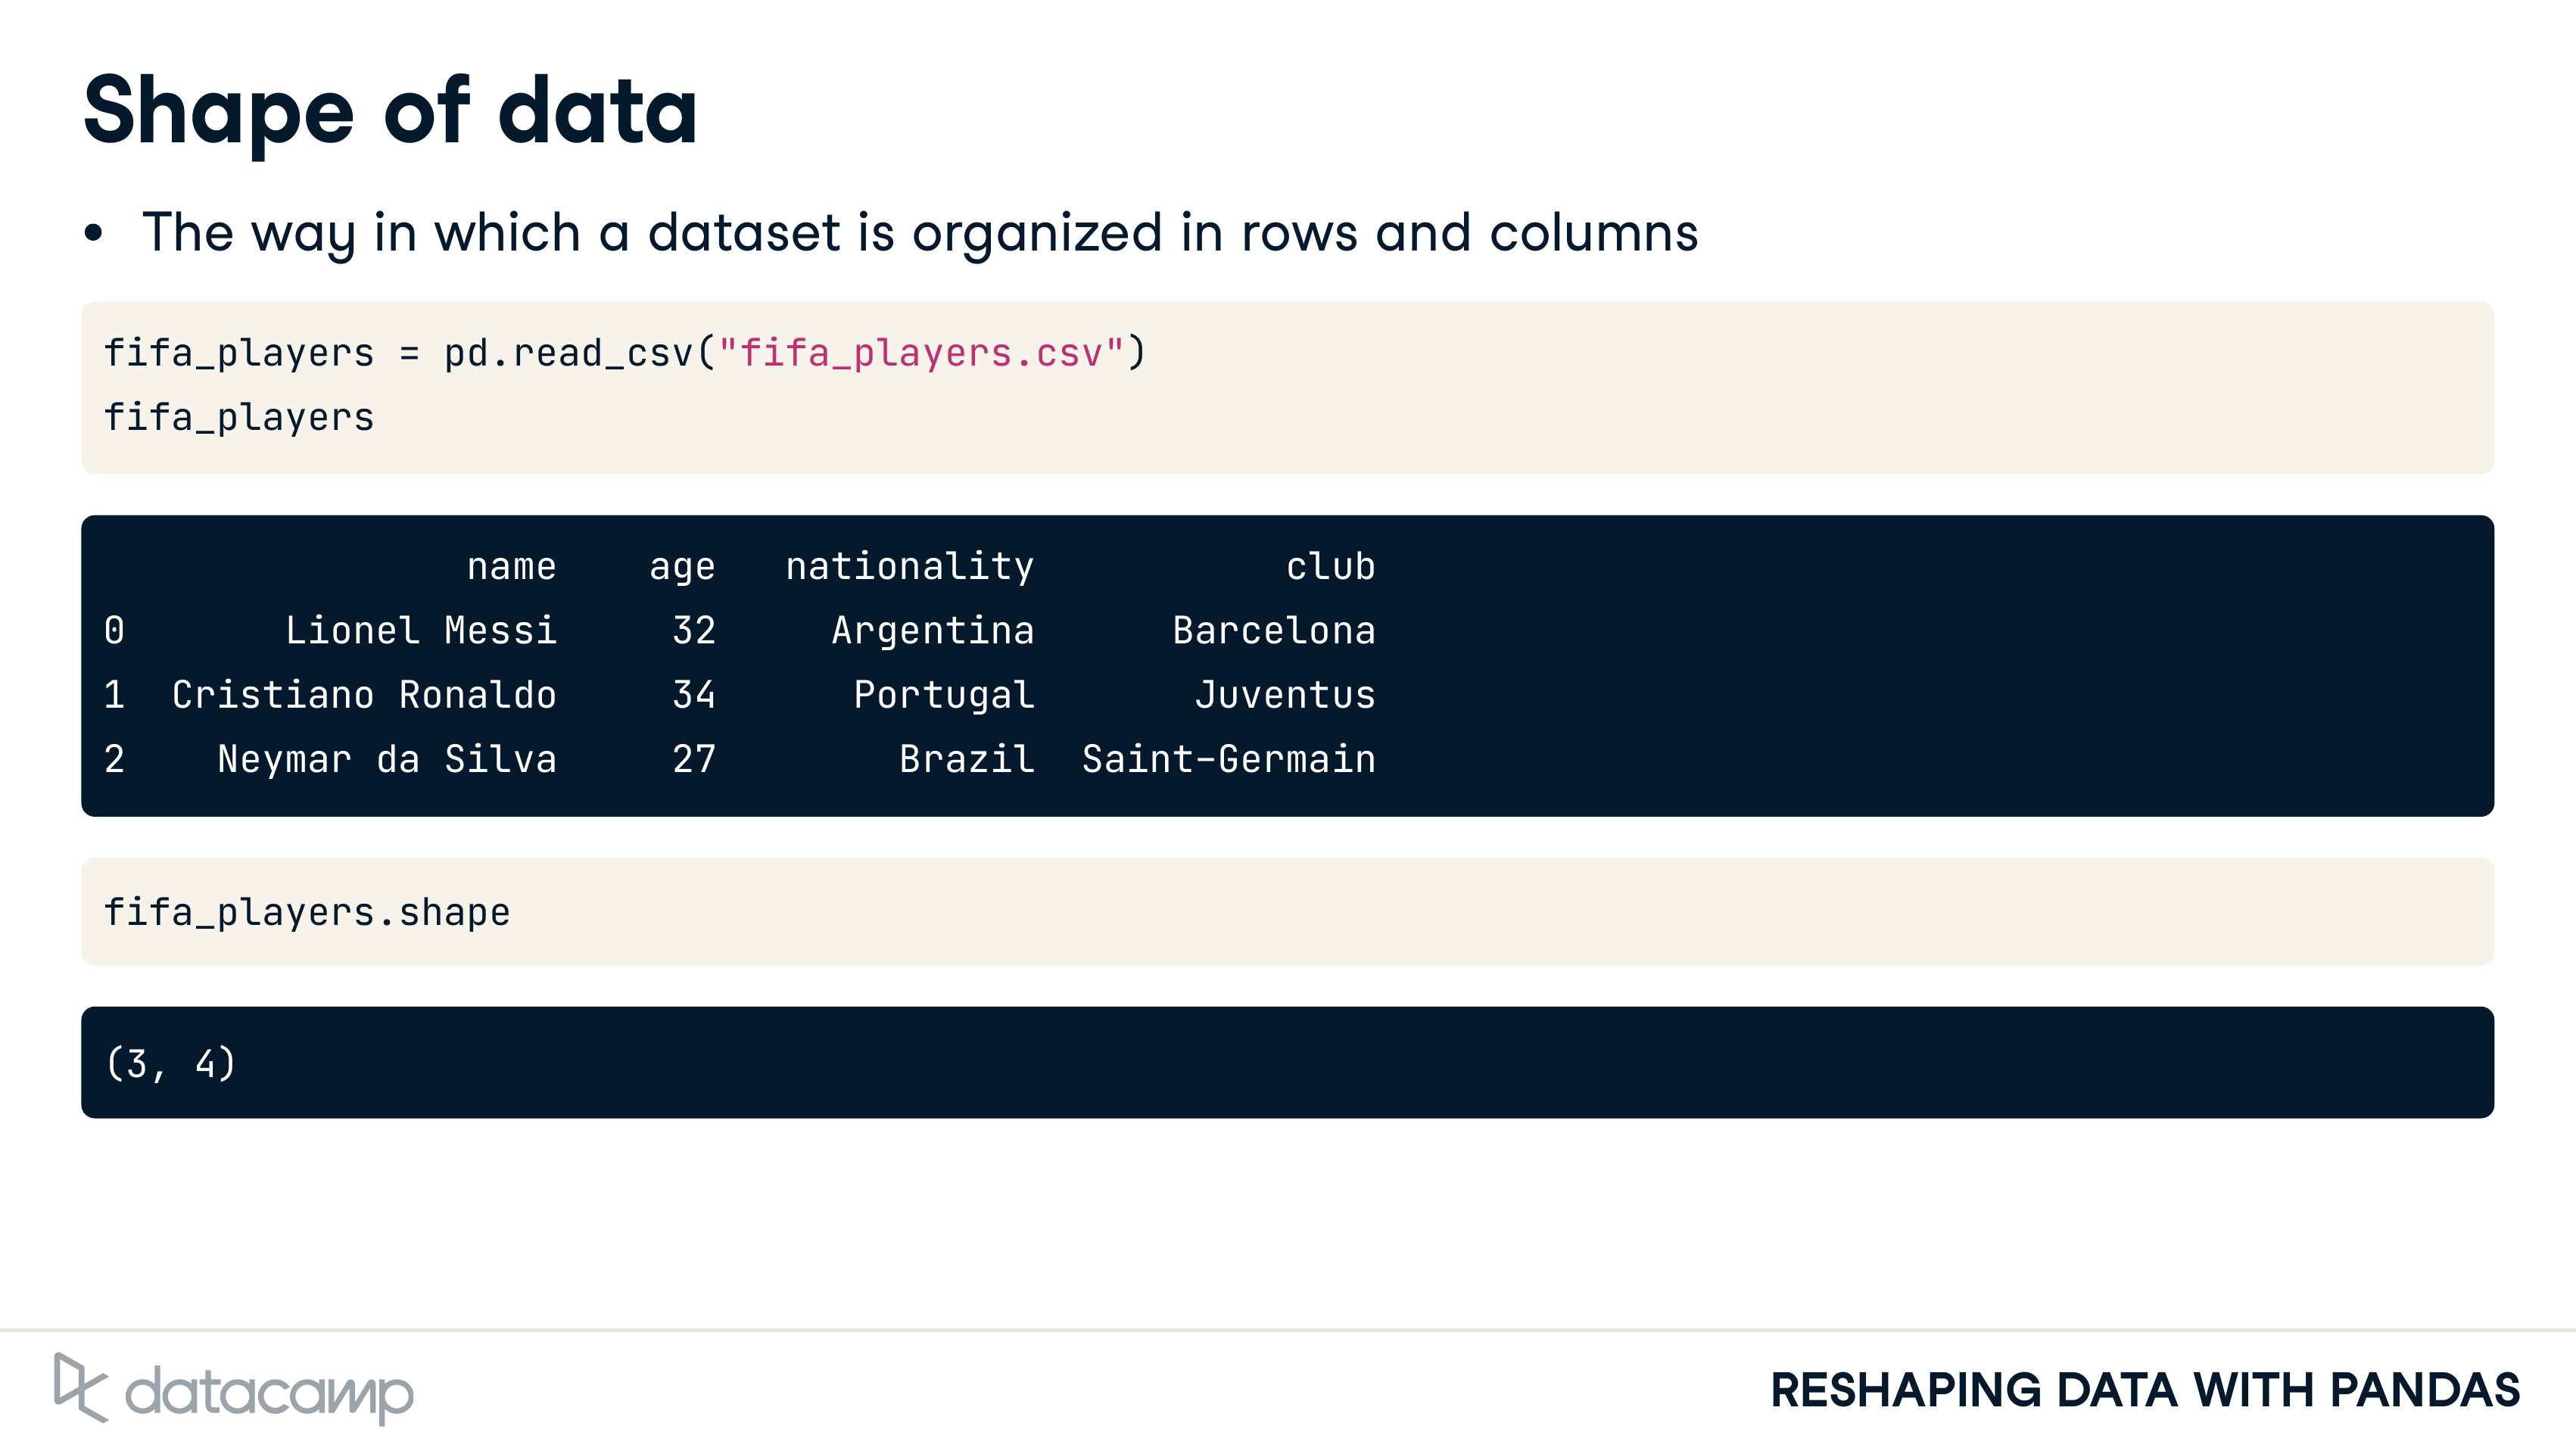 Shape of data
• The way in which a dataset is organized in rows and columns
fifa_players = pd.read_csv("fifa_players.csv")
fifa_players
name age nationality club
0 Lionel Messi 32 Argentina Barcelona
1 Cristiano Ronaldo 34 Portugal Juventus
2 Neymar da Silva 27 Brazil Saint-Germain
fifa_players.shape
(3, 4)
datacamp
RESHAPING DATA WITH PANDAS